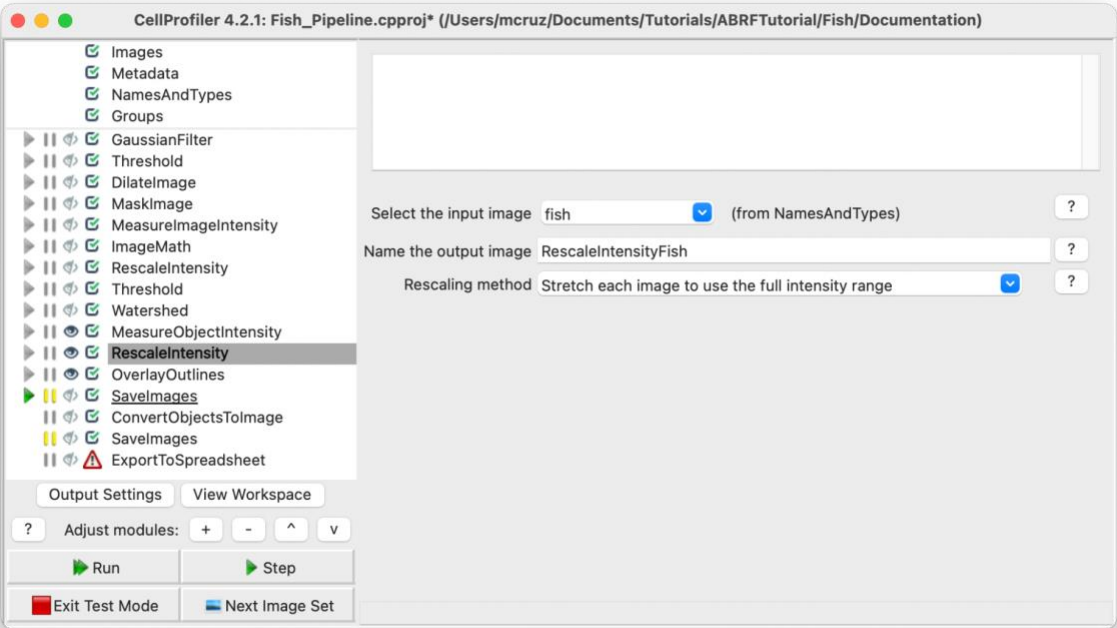 CellProfiler 4.2.1: Fish_Pipeline.cpproj* (/Users/mcruz/Documents/Tutorials/ABRFTutorial/Fish/Documentation)
Images
Metadata
NamesAndTypes
Groups
GaussianFilter
Threshold
DilateImage
MaskImage
MeasureImageIntensity
ImageMath
RescaleIntensity
Threshold
Watershed
MeasureObjectIntensity
RescaleIntensity
OverlayOutlines
SaveImages
ConvertObjectsToImage
SaveImages
ExportToSpreadsheet
Output Settings View Workspace
? Adjust modules: + - ^ v
Run Step
Exit Test Mode Next Image Set
Select the input image fish (from NamesAndTypes) ?
Name the output image RescaleIntensityFish ?
Rescaling method Stretch each image to use the full intensity range ?